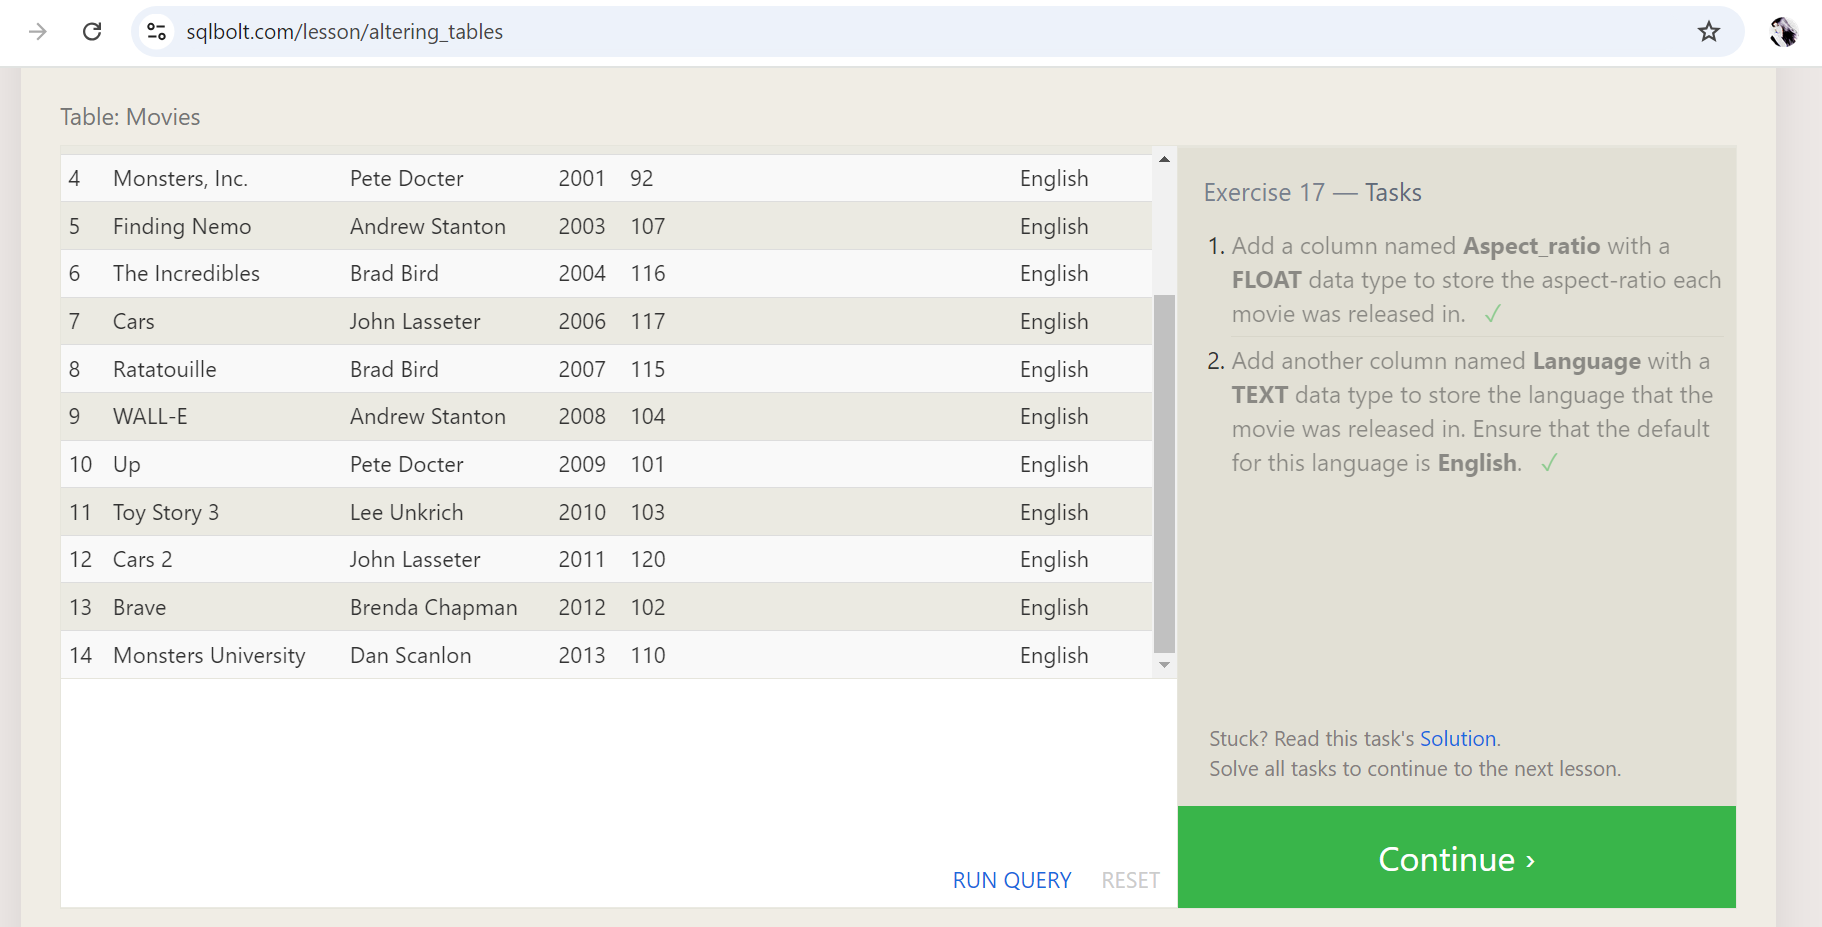 sqlbolt.com/lesson/altering_tables
Table: Movies
4 Monsters, Inc. Pete Docter 2001 92 English
5 Finding Nemo Andrew Stanton 2003 107 English
6 The Incredibles Brad Bird 2004 116 English
7 Cars John Lasseter 2006 117 English
8 Ratatouille Brad Bird 2007 115 English
9 WALL-E Andrew Stanton 2008 104 English
10 Up Pete Docter 2009 101 English
11 Toy Story 3 Lee Unkrich 2010 103 English
12 Cars 2 John Lasseter 2011 120 English
13 Brave Brenda Chapman 2012 102 English
14 Monsters University Dan Scanlon 2013 110 English
RUN QUERY RESET
Exercise 17 — Tasks
1. Add a column named Aspect_ratio with a
FLOAT data type to store the aspect-ratio each
movie was released in. ✓
2. Add another column named Language with a
TEXT data type to store the language that the
movie was released in. Ensure that the default
for this language is English. ✓
Stuck? Read this task's Solution.
Solve all tasks to continue to the next lesson.
Continue ›